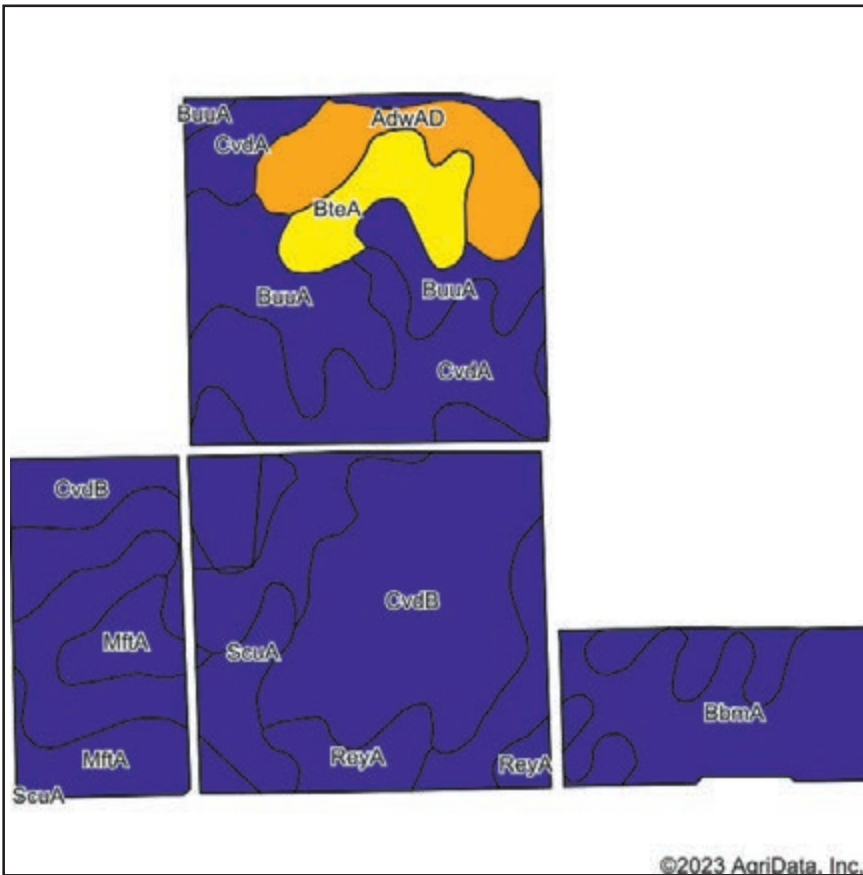 BuuA
AdwAD
CvdA
BteA
BuuA
BuuA
CvdA
CvdB
CvdB
MftA
ScuA
BbmA
MftA
ReyA
ReyA
ScuA
©2023 AgriData, Inc.